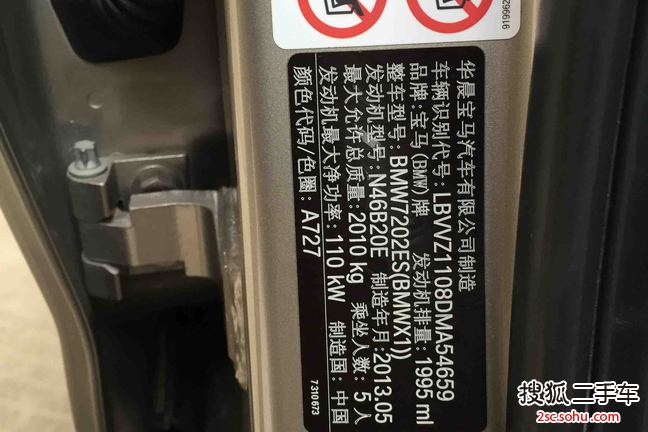 华晨宝马汽车有限公司制造
车辆识别代号: LBVVZ1108DMA54659
品牌: 宝马(BMW)牌 发动机排量: 1995 ml
整车型号: BMW7202ES(BMWX1))
发动机型号: N46B20E 制造年月: 2013.05
最大允许总质量: 2010 kg 乘坐人数: 5 人
发动机最大净功率: 110 kW 制造国: 中国
颜色代码/色圈: A727
7 310 673
搜狐二手车
2sc.sohu.com